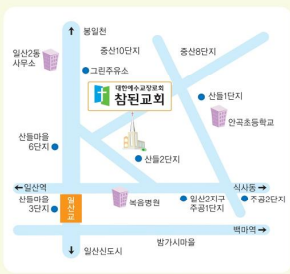 ↑ 봉일천
일산2동
사무소
중산10단지
중산8단지
그린주유소
대한예수교장로회
참된교회
산들1단지
안곡초등학교
산들마을
6단지
산들2단지
←일산역
식사동→
산들마을
3단지
일산교
복음병원
일산2지구
주공1단지
주공2단지
백마역→
밤가시마을
↓ 일산신도시